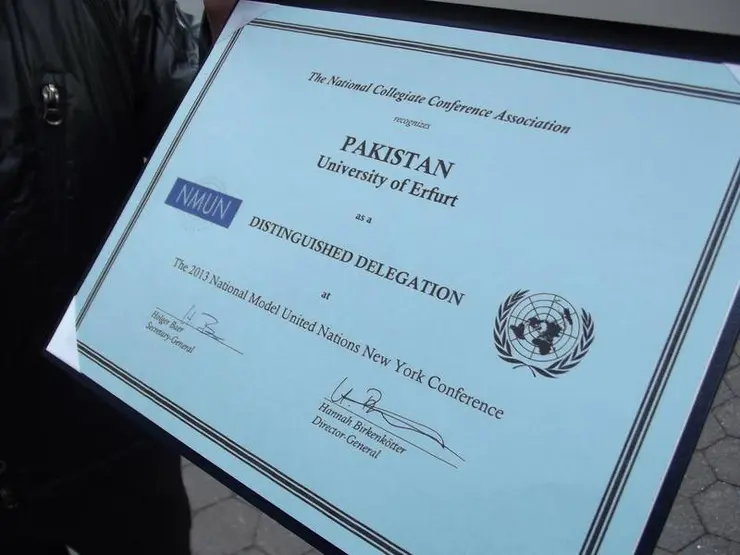 The National Collegiate Conference Association
recognizes
PAKISTAN
University of Erfurt
as a
NMUN
DISTINGUISHED DELEGATION
at
The 2013 National Model United Nations New York Conference
Holger Baer
Secretary-General
Hannah Birkenkötter
Director-General